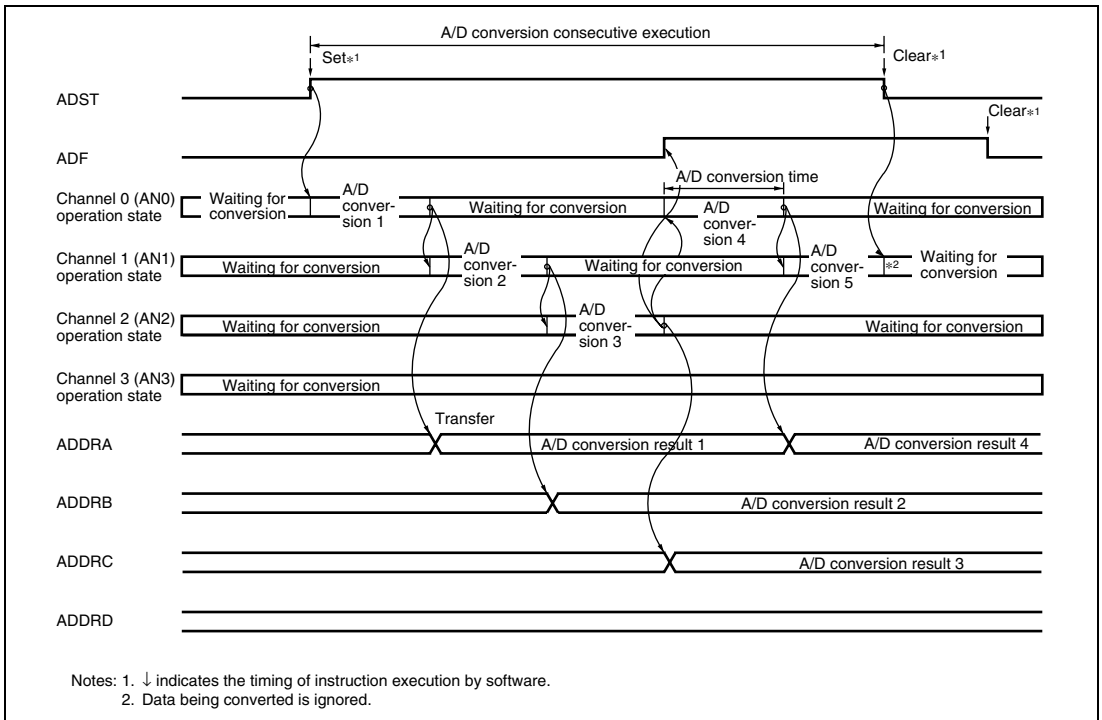 A/D conversion consecutive execution
Set*1
Clear*1
ADST
Clear*1
ADF
A/D conversion time
Channel 0 (AN0)
operation state
Waiting for
conversion
A/D
conver-
sion 1
Waiting for conversion
A/D
conver-
sion 4
Waiting for conversion
Channel 1 (AN1)
operation state
Waiting for conversion
A/D
conver-
sion 2
Waiting for conversion
A/D
conver-
sion 5
*2
Waiting for
conversion
Channel 2 (AN2)
operation state
Waiting for conversion
A/D
conver-
sion 3
Waiting for conversion
Channel 3 (AN3)
operation state
Waiting for conversion
Transfer
ADDRA
A/D conversion result 1
A/D conversion result 4
ADDRB
A/D conversion result 2
ADDRC
A/D conversion result 3
ADDRD
Notes: 1. ↓ indicates the timing of instruction execution by software.
2. Data being converted is ignored.